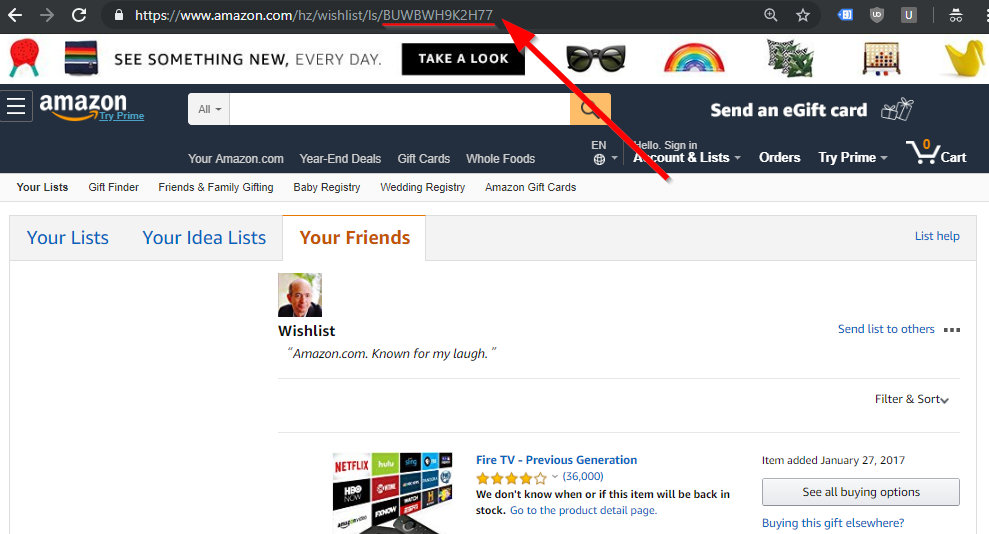 https://www.amazon.com/hz/wishlist/ls/BUWBWH9K2H77
SEE SOMETHING NEW, EVERY DAY. TAKE A LOOK
amazon
Try Prime
All
Send an eGift card
Your Amazon.com Year-End Deals Gift Cards Whole Foods
EN
Hello. Sign in
Account & Lists
Orders
Try Prime
0
Cart
Your Lists Gift Finder Friends & Family Gifting Baby Registry Wedding Registry Amazon Gift Cards
Your Lists Your Idea Lists Your Friends
List help
Wishlist
Send list to others
“Amazon.com. Known for my laugh. ”
Filter & Sort
NETFLIX hulu sling
HBO NOW SHOWTIME
amazonvideo FXNOW ESPN H
Fire TV - Previous Generation
(36,000)
We don't know when or if this item will be back in
stock. Go to the product detail page.
Item added January 27, 2017
See all buying options
Buying this gift elsewhere?